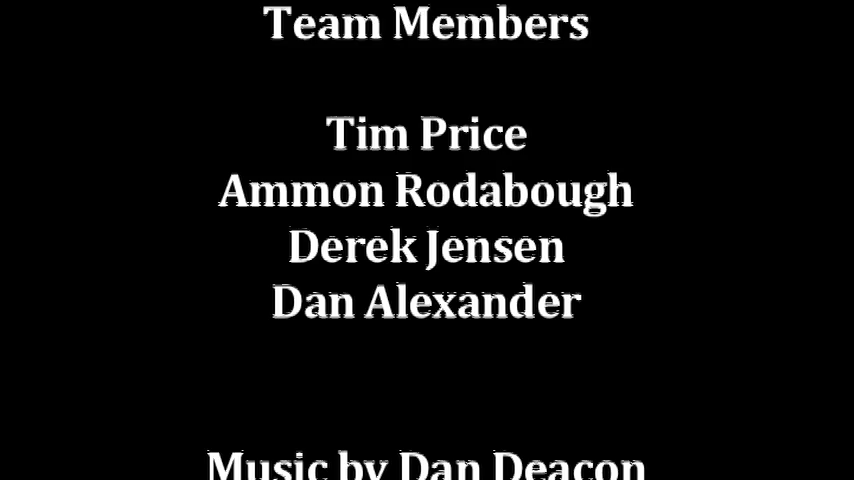 Team Members
Tim Price
Ammon Rodabough
Derek Jensen
Dan Alexander
Music by Dan Deacon